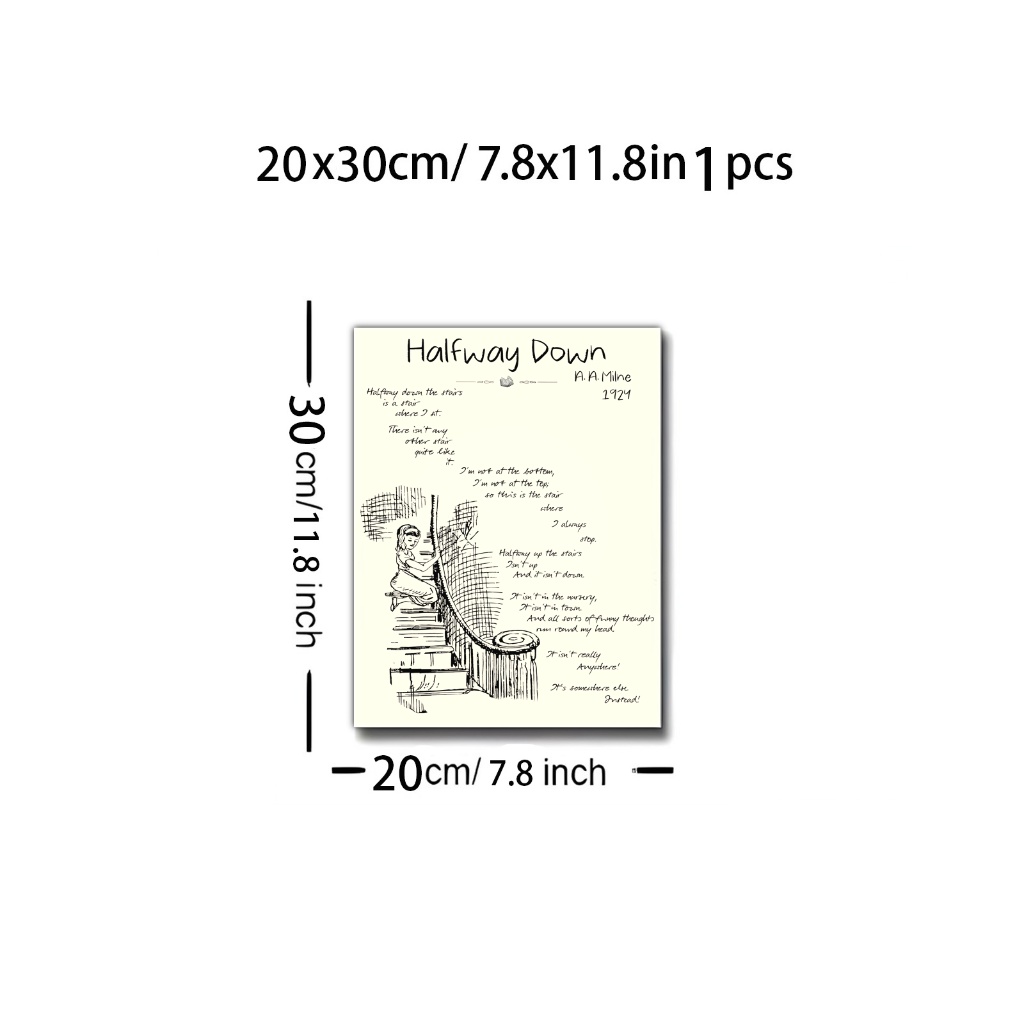 20x30cm/ 7.8x11.8in 1 pcs
30cm/11.8 inch
Halfway Down
A. A. Milne
1924
Halfway down the stairs
is a stair
where I sit.
There isn't any
other stair
quite like
it.
I'm not at the bottom,
I'm not at the top;
so this is the stair
where
I always
stop.
Halfway up the stairs
Isn't up
And it isn't down.
It isn't in the nursery,
It isn't in town.
And all sorts of funny thoughts
run round my head.
It isn't really
Anywhere!
It's somewhere else
Instead!
20cm/ 7.8 inch